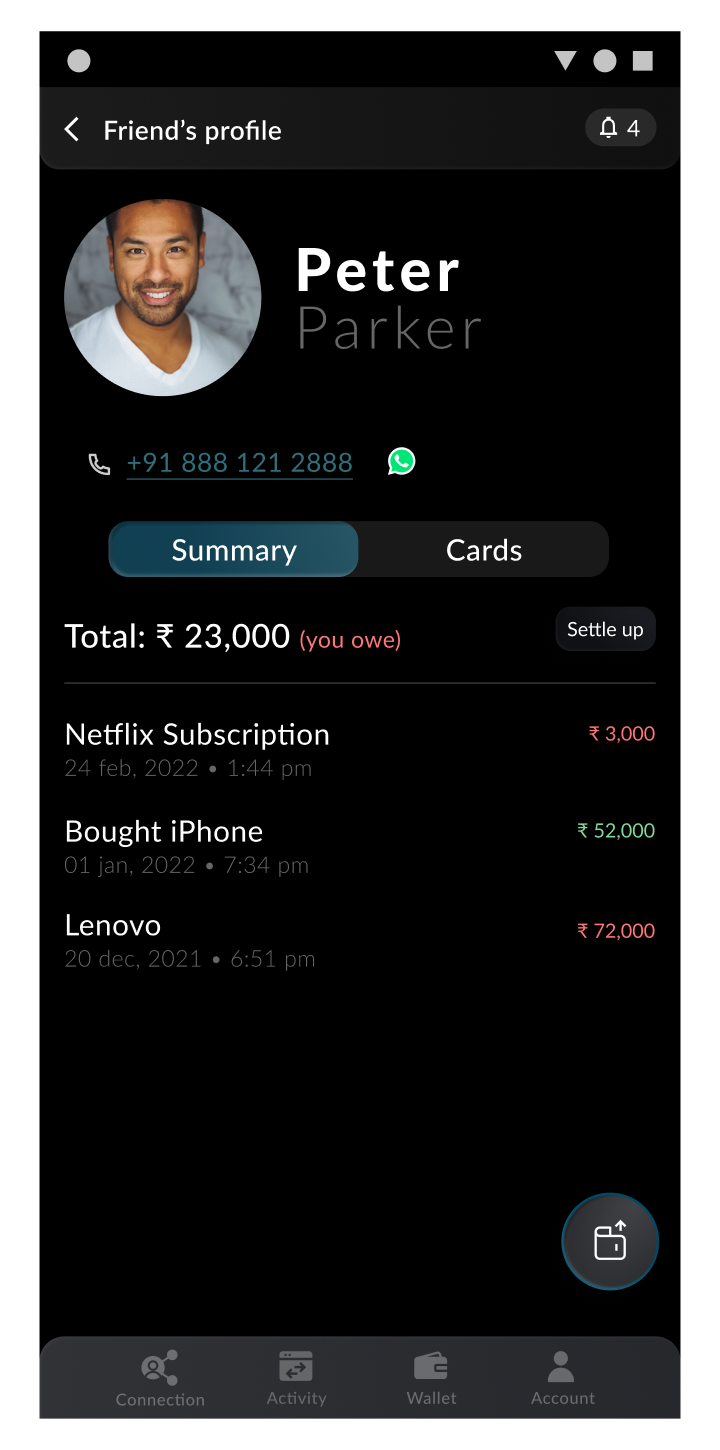 Friend’s profile
4
Peter
Parker
+91 888 121 2888
Summary
Cards
Total: ₹ 23,000 (you owe)
Settle up
Netflix Subscription
₹ 3,000
24 feb, 2022 • 1:44 pm
Bought iPhone
₹ 52,000
01 jan, 2022 • 7:34 pm
Lenovo
₹ 72,000
20 dec, 2021 • 6:51 pm
Connection
Activity
Wallet
Account